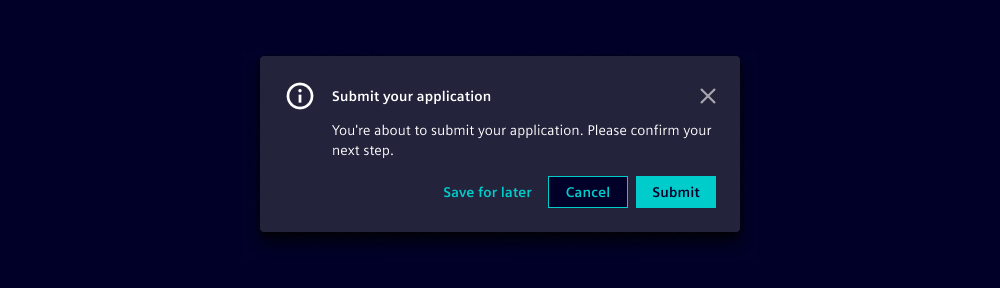 Submit your application
You're about to submit your application. Please confirm your
next step.
Save for later
Cancel
Submit